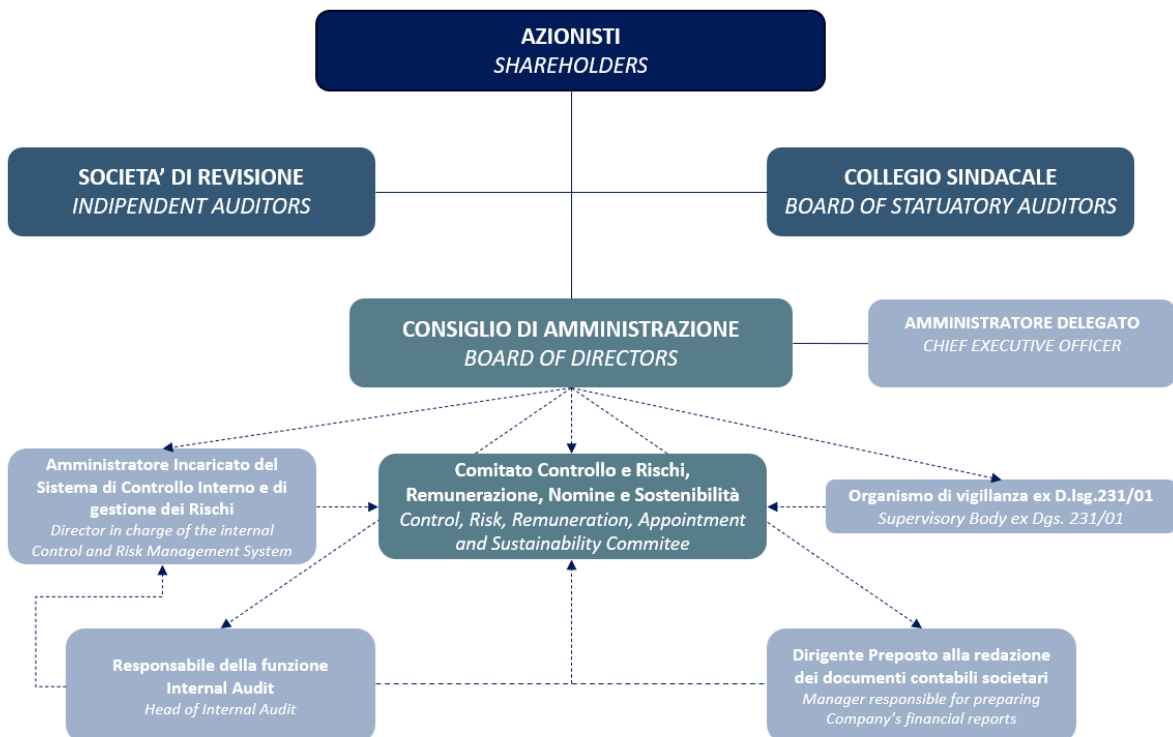 AZIONISTI
SHAREHOLDERS
SOCIETA’ DI REVISIONE
INDIPENDENT AUDITORS
COLLEGIO SINDACALE
BOARD OF STATUATORY AUDITORS
CONSIGLIO DI AMMINISTRAZIONE
BOARD OF DIRECTORS
AMMINISTRATORE DELEGATO
CHIEF EXECUTIVE OFFICER
Amministratore Incaricato del
Sistema di Controllo Interno e di
gestione dei Rischi
Director in charge of the internal
Control and Risk Management System
Comitato Controllo e Rischi,
Remunerazione, Nomine e Sostenibilità
Control, Risk, Remuneration, Appointment
and Sustainability Commitee
Organismo di vigillanza ex D.lsg.231/01
Supervisory Body ex Dgs. 231/01
Responsabile della funzione
Internal Audit
Head of Internal Audit
Dirigente Preposto alla redazione
dei documenti contabili societari
Manager responsible for preparing
Company’s financial reports